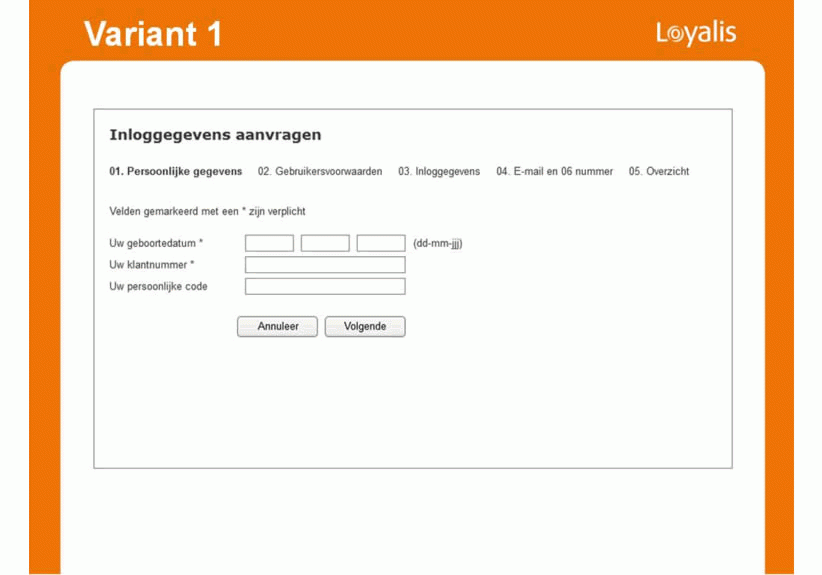 Variant 1
Loyalis
Inloggegevens aanvragen
01. Persoonlijke gegevens 02. Gebruikersvoorwaarden 03. Inloggegevens 04. E-mail en 06 nummer 05. Overzicht
Velden gemarkeerd met een * zijn verplicht
Uw geboortedatum * (dd-mm-jjj)
Uw klantnummer *
Uw persoonlijke code
Annuleer Volgende